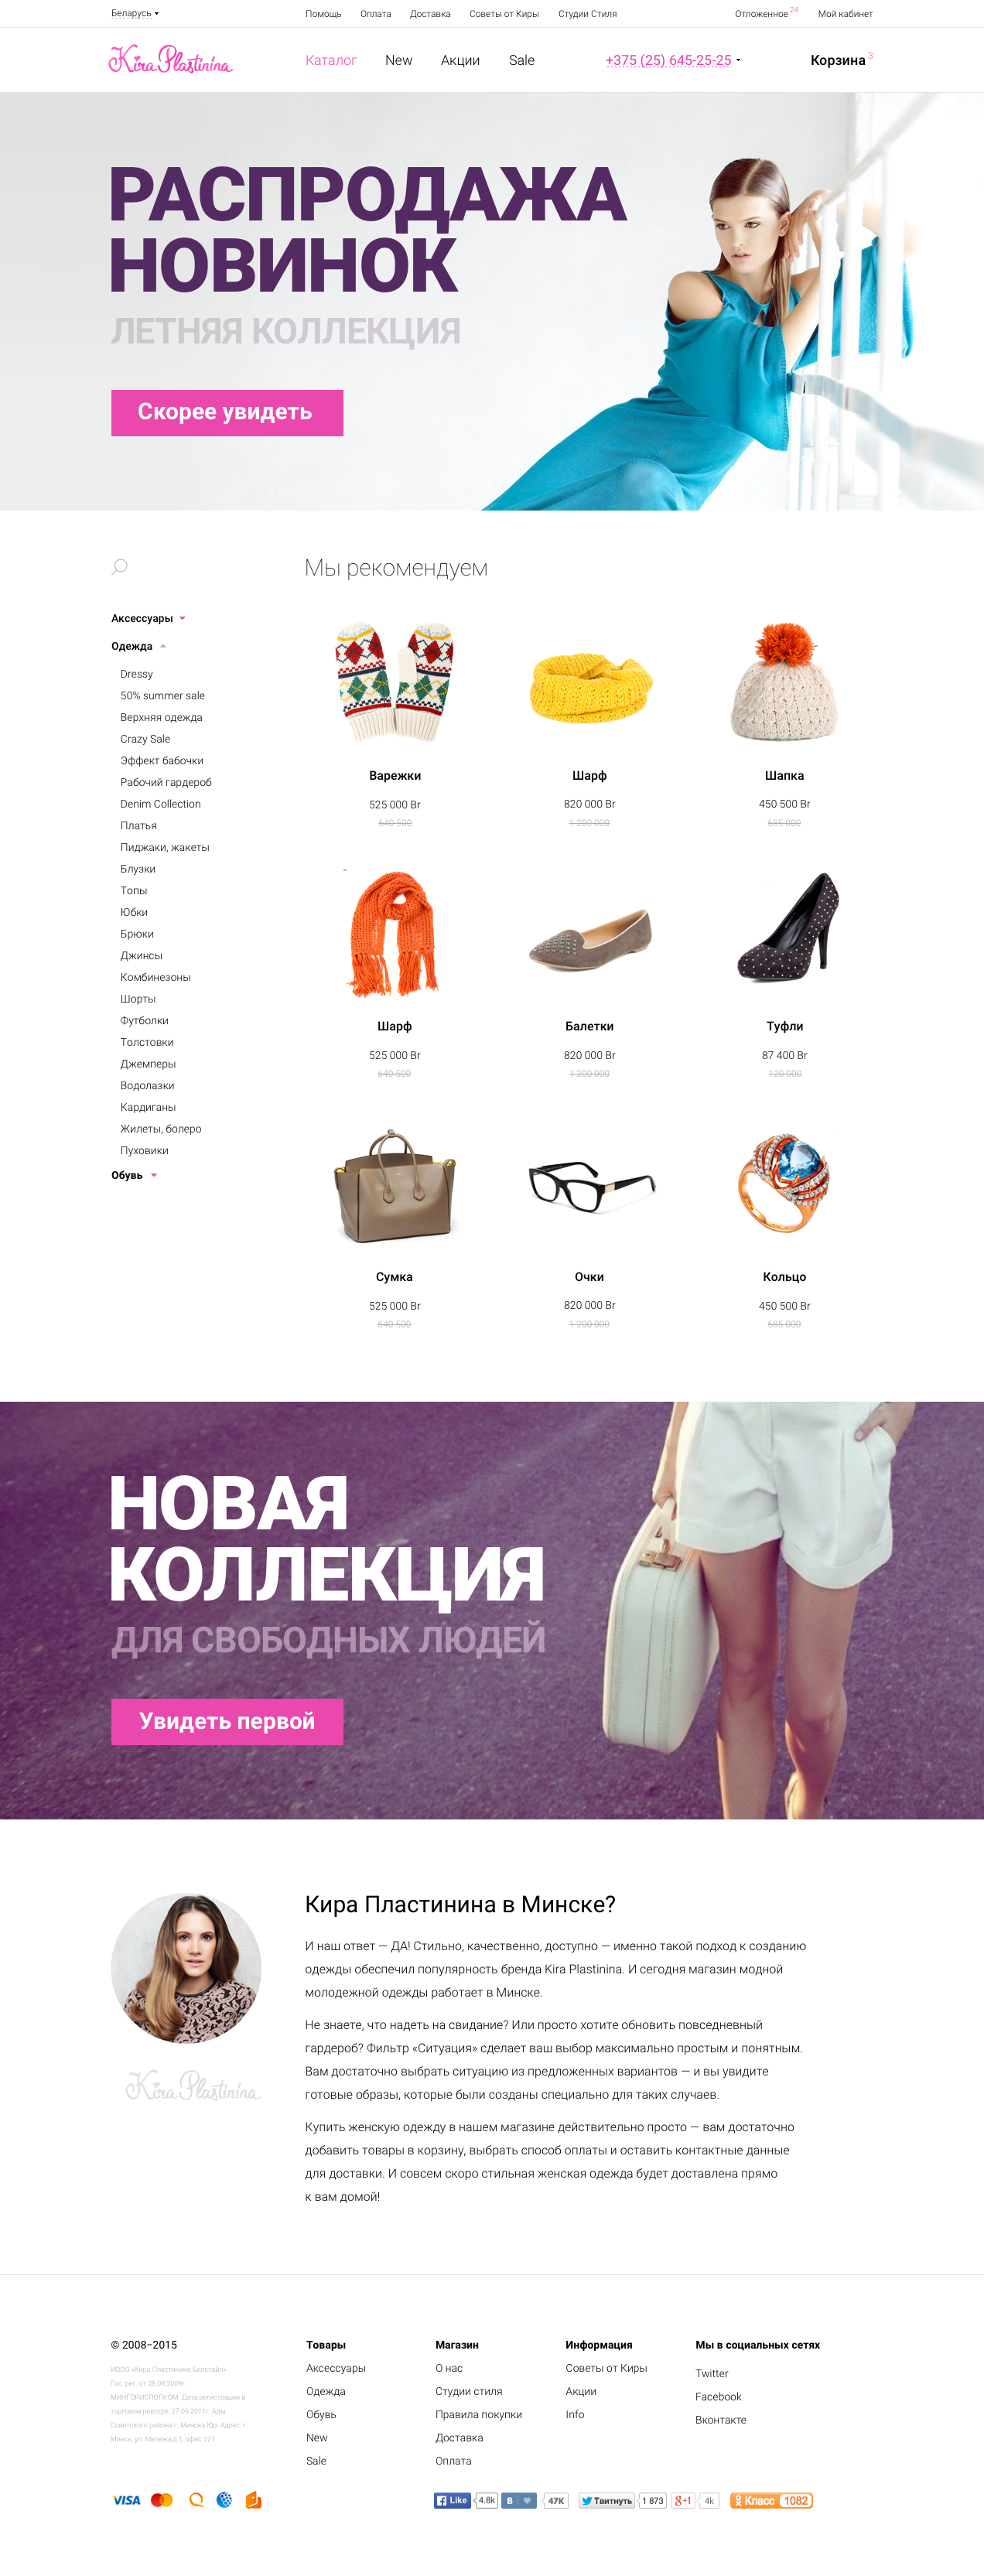 Беларусь
Помощь Оплата Доставка Советы от Киры Студии Стиля
Отложенное 24 Мой кабинет
Kira Plastinina
Каталог New Акции Sale
+375 (25) 645-25-25
Корзина 3
РАСПРОДАЖА
НОВИНОК
ЛЕТНЯЯ КОЛЛЕКЦИЯ
Скорее увидеть
Мы рекомендуем
Аксессуары
Одежда
Dressy
50% summer sale
Верхняя одежда
Crazy Sale
Эффект бабочки
Рабочий гардероб
Denim Collection
Платья
Пиджаки, жакеты
Блузки
Топы
Юбки
Брюки
Джинсы
Комбинезоны
Шорты
Футболки
Толстовки
Джемперы
Водолазки
Кардиганы
Жилеты, болеро
Пуховики
Обувь
Варежки
525 000 Br
640 500
Шарф
820 000 Br
1 200 000
Шапка
450 500 Br
685 000
Шарф
525 000 Br
640 500
Балетки
820 000 Br
1 200 000
Туфли
87 400 Br
120 000
Сумка
525 000 Br
640 500
Очки
820 000 Br
1 200 000
Кольцо
450 500 Br
685 000
НОВАЯ
КОЛЛЕКЦИЯ
ДЛЯ СВОБОДНЫХ ЛЮДЕЙ
Увидеть первой
Kira Plastinina
Кира Пластинина в Минске?
И наш ответ — ДА! Стильно, качественно, доступно — именно такой подход к созданию
одежды обеспечил популярность бренда Kira Plastinina. И сегодня магазин модной
молодежной одежды работает в Минске.
Не знаете, что надеть на свидание? Или просто хотите обновить повседневный
гардероб? Фильтр «Ситуация» сделает ваш выбор максимально простым и понятным.
Вам достаточно выбрать ситуацию из предложенных вариантов — и вы увидите
готовые образы, которые были созданы специально для таких случаев.
Купить женскую одежду в нашем магазине действительно просто — вам достаточно
добавить товары в корзину, выбрать способ оплаты и оставить контактные данные
для доставки. И совсем скоро стильная женская одежда будет доставлена прямо
к вам домой!
© 2008–2015
ИООО «Кира Пластинина Белстайл»
Гос. рег. от 28.08.2009г.
МИНГОРИСПОЛКОМ. Дата регистрации в
торговом реестре: 27.09.2011г. Адм.
Советского района г. Минска Юр. Адрес: г.
Минск, ул. Мележа,д.1, офис 221
Товары
Аксессуары
Одежда
Обувь
New
Sale
Магазин
О нас
Студии стиля
Правила покупки
Доставка
Оплата
Информация
Советы от Киры
Акции
Info
Мы в социальных сетях
Twitter
Facebook
Вконтакте
VISA
Like 4.8k В 47K Твитнуть 1 873 g+1 4k Класс 1082